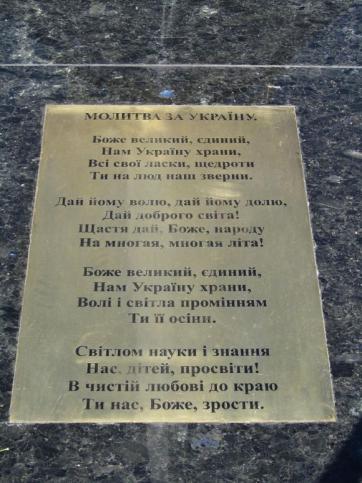 МОЛИТВА ЗА УКРАЇНУ.
Боже великий, єдиний,
Нам Україну храни,
Всі свої ласки, щедроти
Ти на люд наш зверни.
Дай йому волю, дай йому долю,
Дай доброго світа!
Щастя дай, Боже, народу
На многая, многая літа!
Боже великий, єдиний,
Нам Україну храни,
Волі і світла промінням
Ти її осіни.
Світлом науки і знання
Нас, дітей, просвіти!
В чистій любові до краю
Ти нас, Боже, зрости.